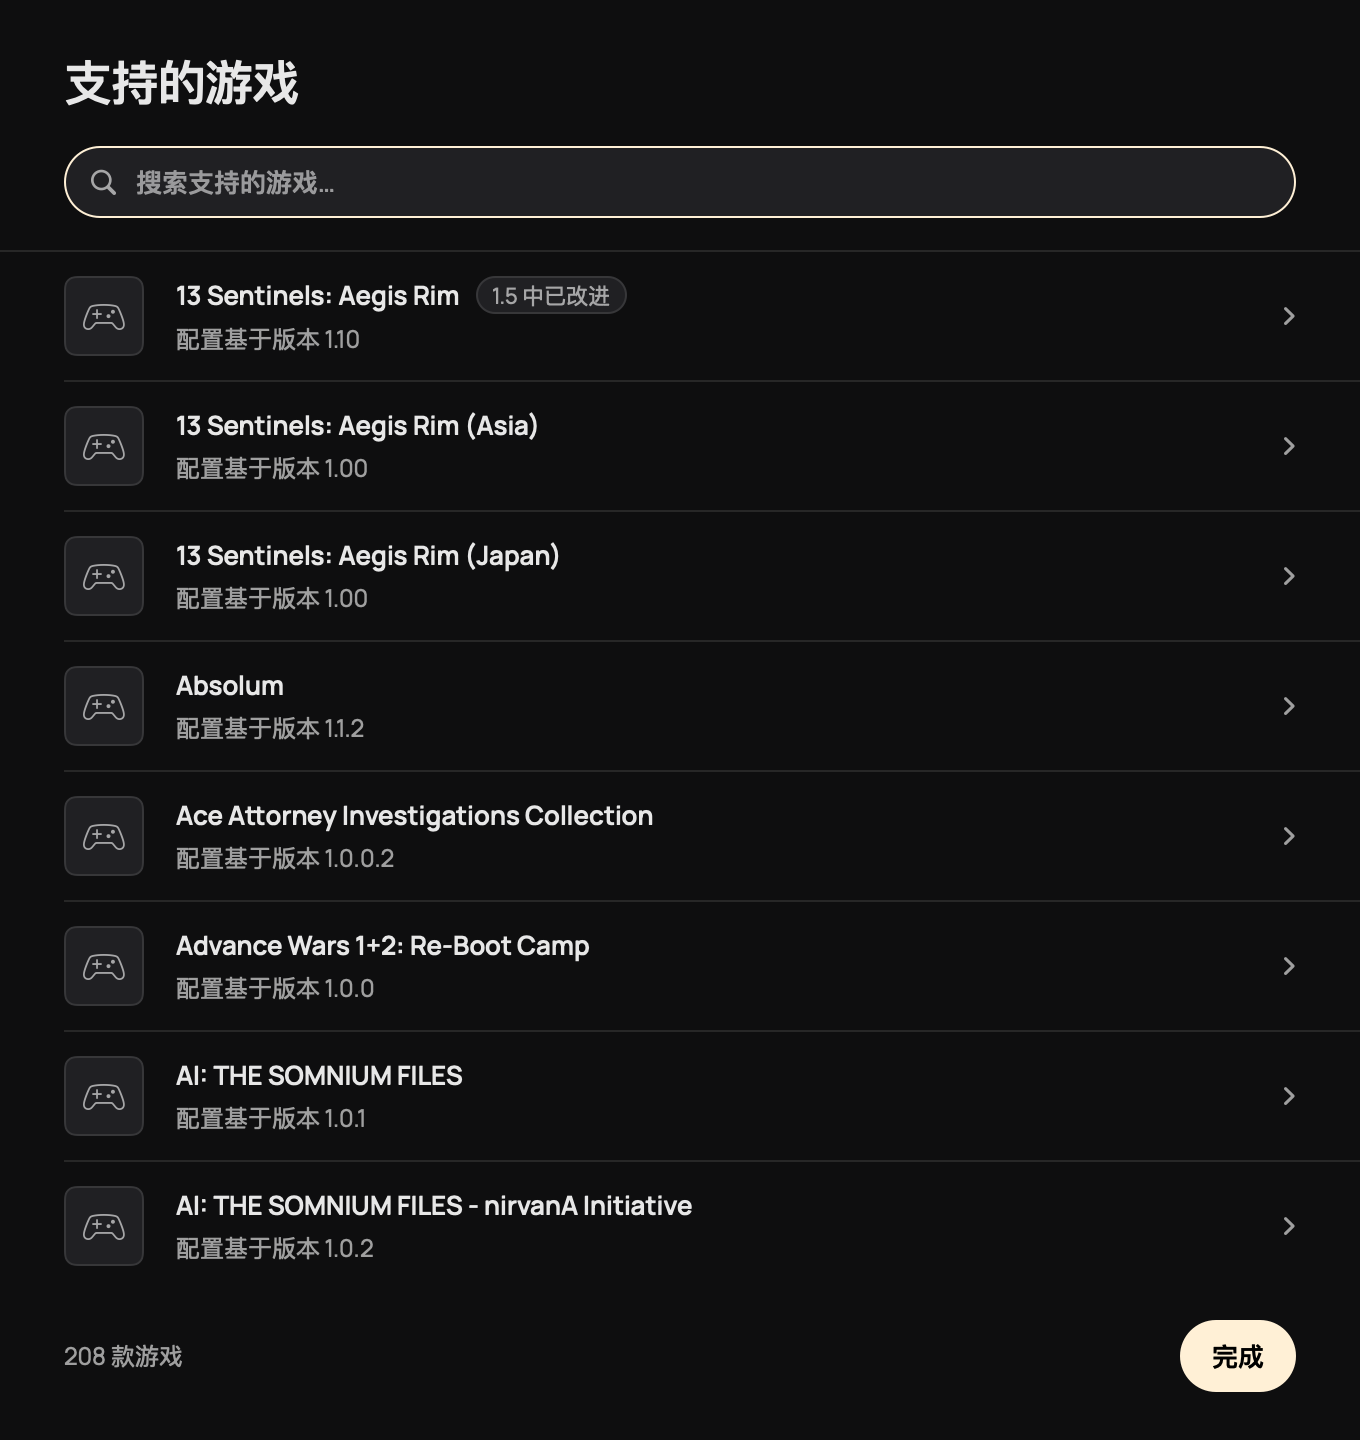 支持的游戏
搜索支持的游戏...
13 Sentinels: Aegis Rim 1.5 中已改进
配置基于版本 1.10
13 Sentinels: Aegis Rim (Asia)
配置基于版本 1.00
13 Sentinels: Aegis Rim (Japan)
配置基于版本 1.00
Absolum
配置基于版本 1.1.2
Ace Attorney Investigations Collection
配置基于版本 1.0.0.2
Advance Wars 1+2: Re-Boot Camp
配置基于版本 1.0.0
AI: THE SOMNIUM FILES
配置基于版本 1.0.1
AI: THE SOMNIUM FILES - nirvanA Initiative
配置基于版本 1.0.2
208 款游戏
完成